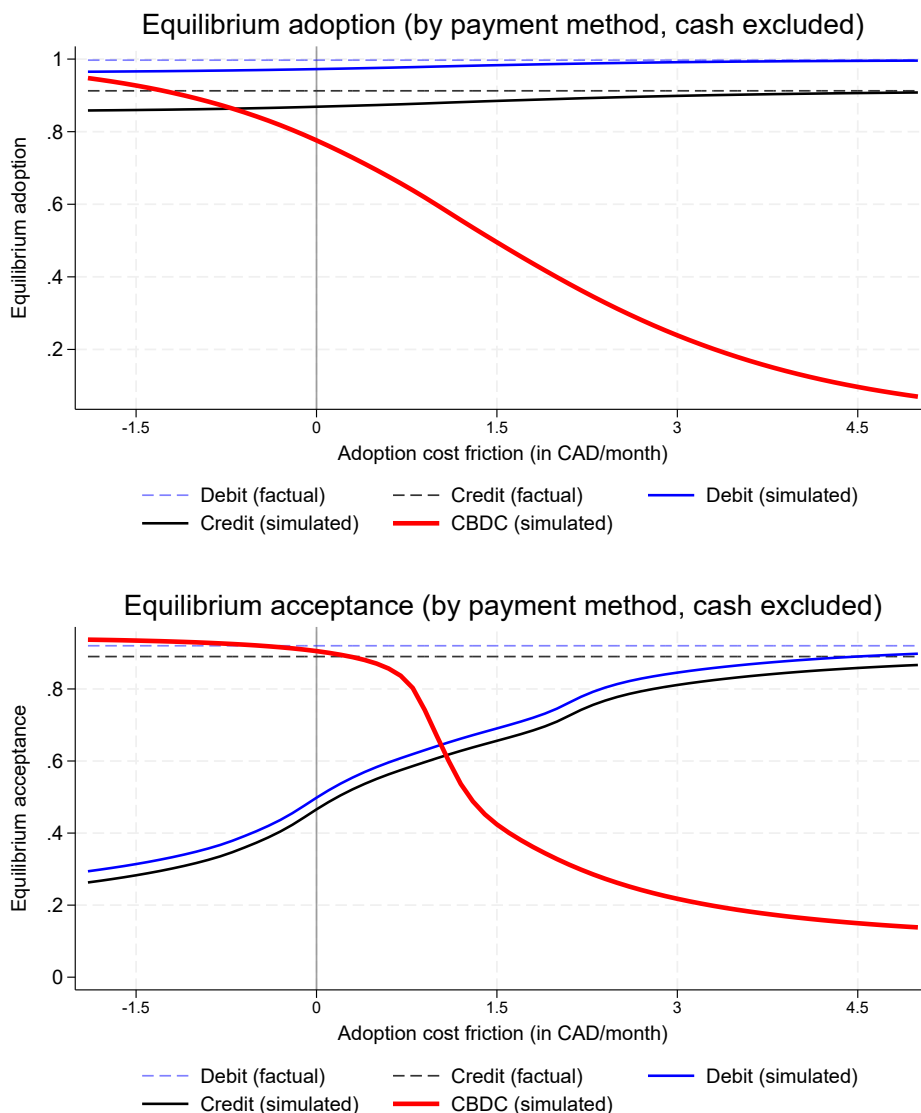 Equilibrium adoption (by payment method, cash excluded)
Equilibrium adoption
1
.8
.6
.4
.2
-1.5 0 1.5 3 4.5
Adoption cost friction (in CAD/month)
Debit (factual) Credit (factual) Debit (simulated)
Credit (simulated) CBDC (simulated)
Equilibrium acceptance (by payment method, cash excluded)
Equilibrium acceptance
.8
.6
.4
.2
0
-1.5 0 1.5 3 4.5
Adoption cost friction (in CAD/month)
Debit (factual) Credit (factual) Debit (simulated)
Credit (simulated) CBDC (simulated)